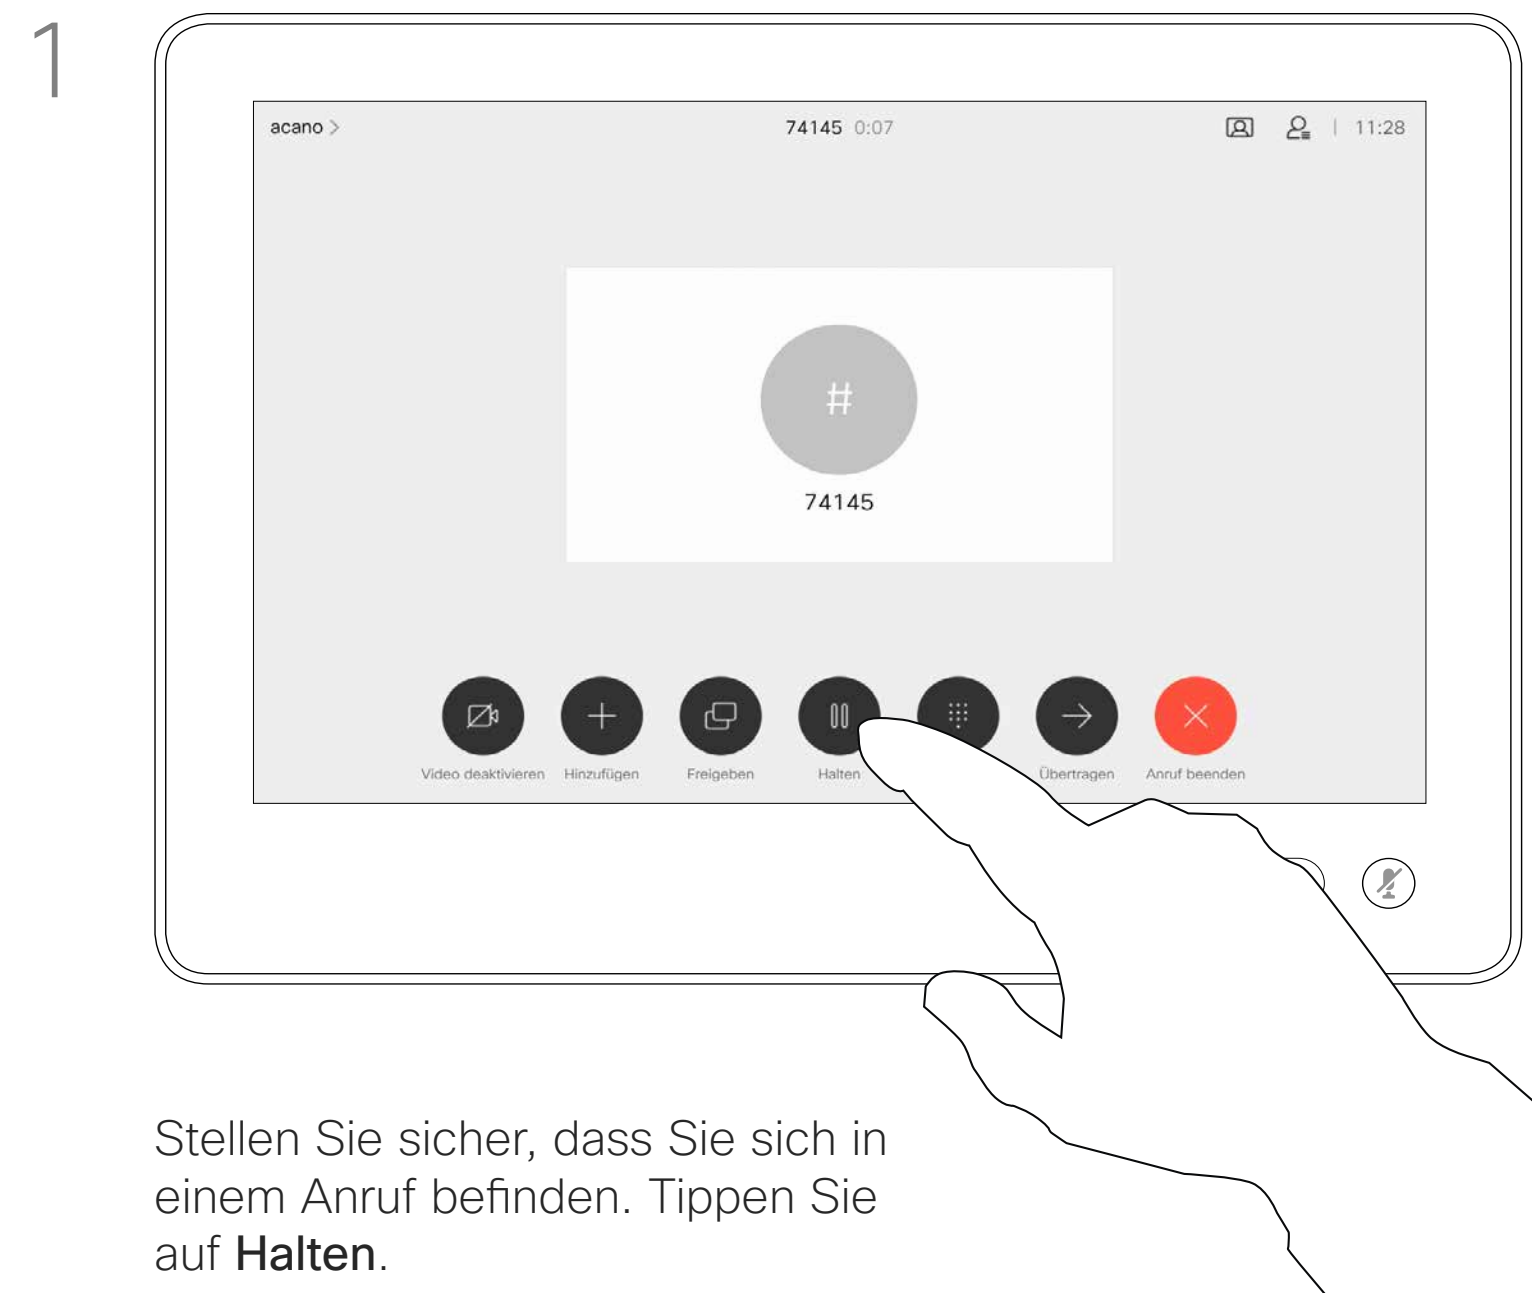 1
acano >
74145 0:07
11:28
#
74145
Video deaktivieren
Hinzufügen
Freigeben
Halten
Übertragen
Anruf beenden
Stellen Sie sicher, dass Sie sich in
einem Anruf befinden. Tippen Sie
auf Halten.